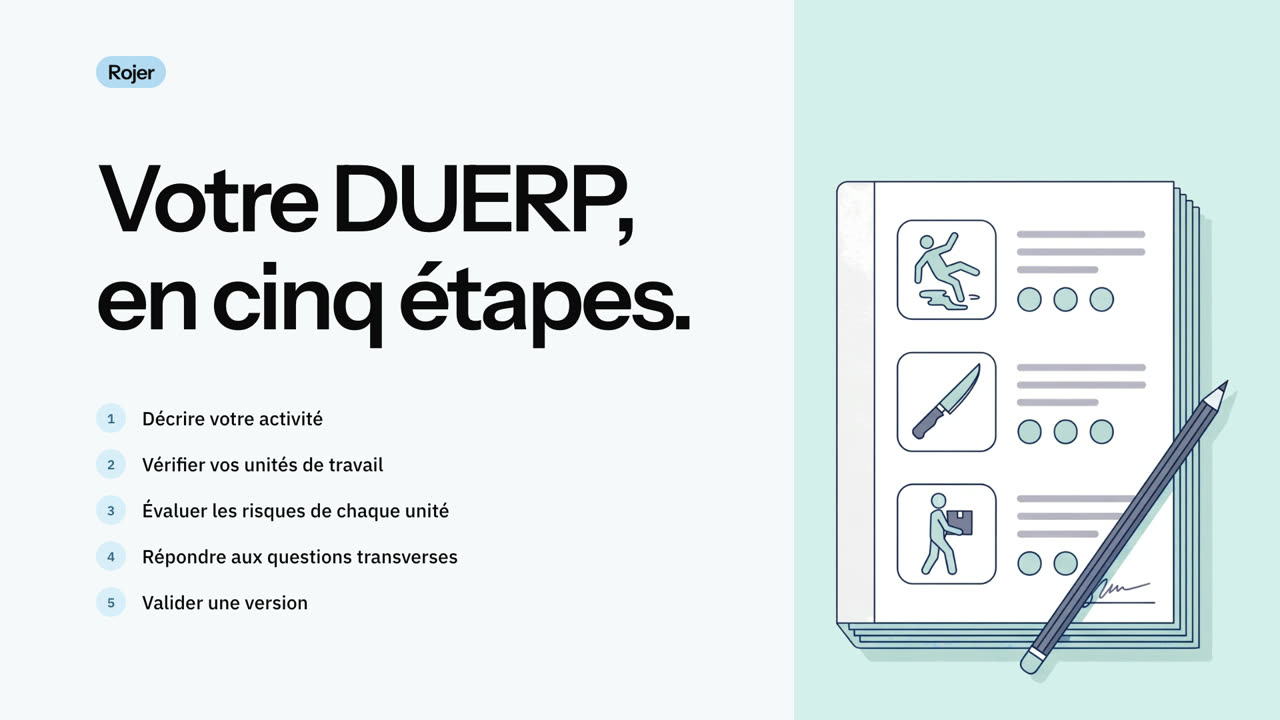 Rojer
Votre DUERP,
en cinq étapes.
1 Décrire votre activité
2 Vérifier vos unités de travail
3 Évaluer les risques de chaque unité
4 Répondre aux questions transverses
5 Valider une version